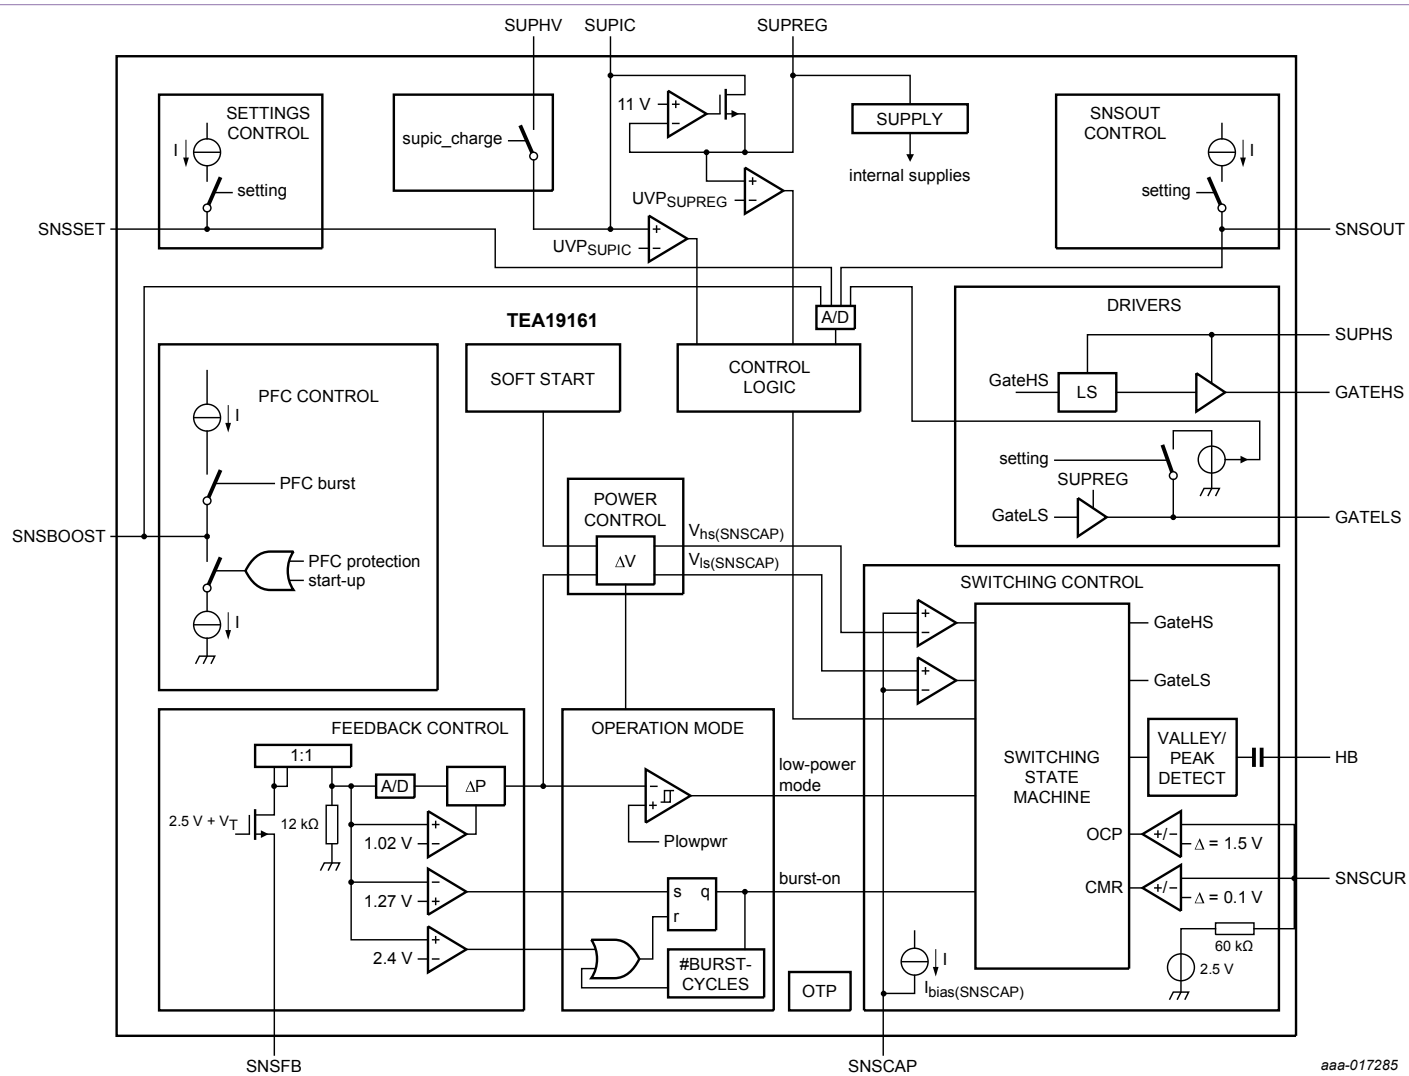 SUPHV SUPIC SUPREG
SETTINGS
CONTROL
I
setting
supic_charge
11 V
+
−
SUPPLY
internal supplies
UVPSUPREG
+
−
UVPSUPIC
+
−
SNSOUT
CONTROL
I
setting
SNSSET
SNSOUT
TEA19161
A/D
DRIVERS
SUPHS
GateHS
LS
GATEHS
setting
SUPREG
GateLS
GATELS
PFC CONTROL
I
PFC burst
SNSBOOST
PFC protection
start-up
I
SOFT START
CONTROL
LOGIC
POWER
CONTROL
ΔV
Vhs(SNSCAP)
Vls(SNSCAP)
SWITCHING CONTROL
+
−
+
−
GateHS
GateLS
SWITCHING
STATE
MACHINE
VALLEY/
PEAK
DETECT
HB
OCP
+/−
Δ = 1.5 V
CMR
+/−
Δ = 0.1 V
SNSCUR
60 kΩ
2.5 V
I
Ibias(SNSCAP)
FEEDBACK CONTROL
1:1
A/D
ΔP
2.5 V + VT
12 kΩ
+
1.02 V −
−
1.27 V +
+
2.4 V −
OPERATION MODE
−
+
Plowpwr
low-power
mode
s q
r
burst-on
#BURST-
CYCLES
OTP
SNSFB
SNSCAP
aaa-017285